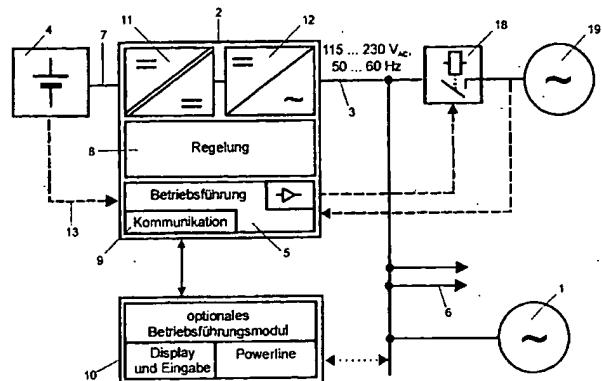 4
7
11
2
12
115 ... 230 V_AC,
50 ... 60 Hz
18
19
3
8
Regelung
Betriebsführung
Kommunikation
13
9
5
6
1
optionales
Betriebsführungsmodul
10
Display
und Eingabe
Powerline